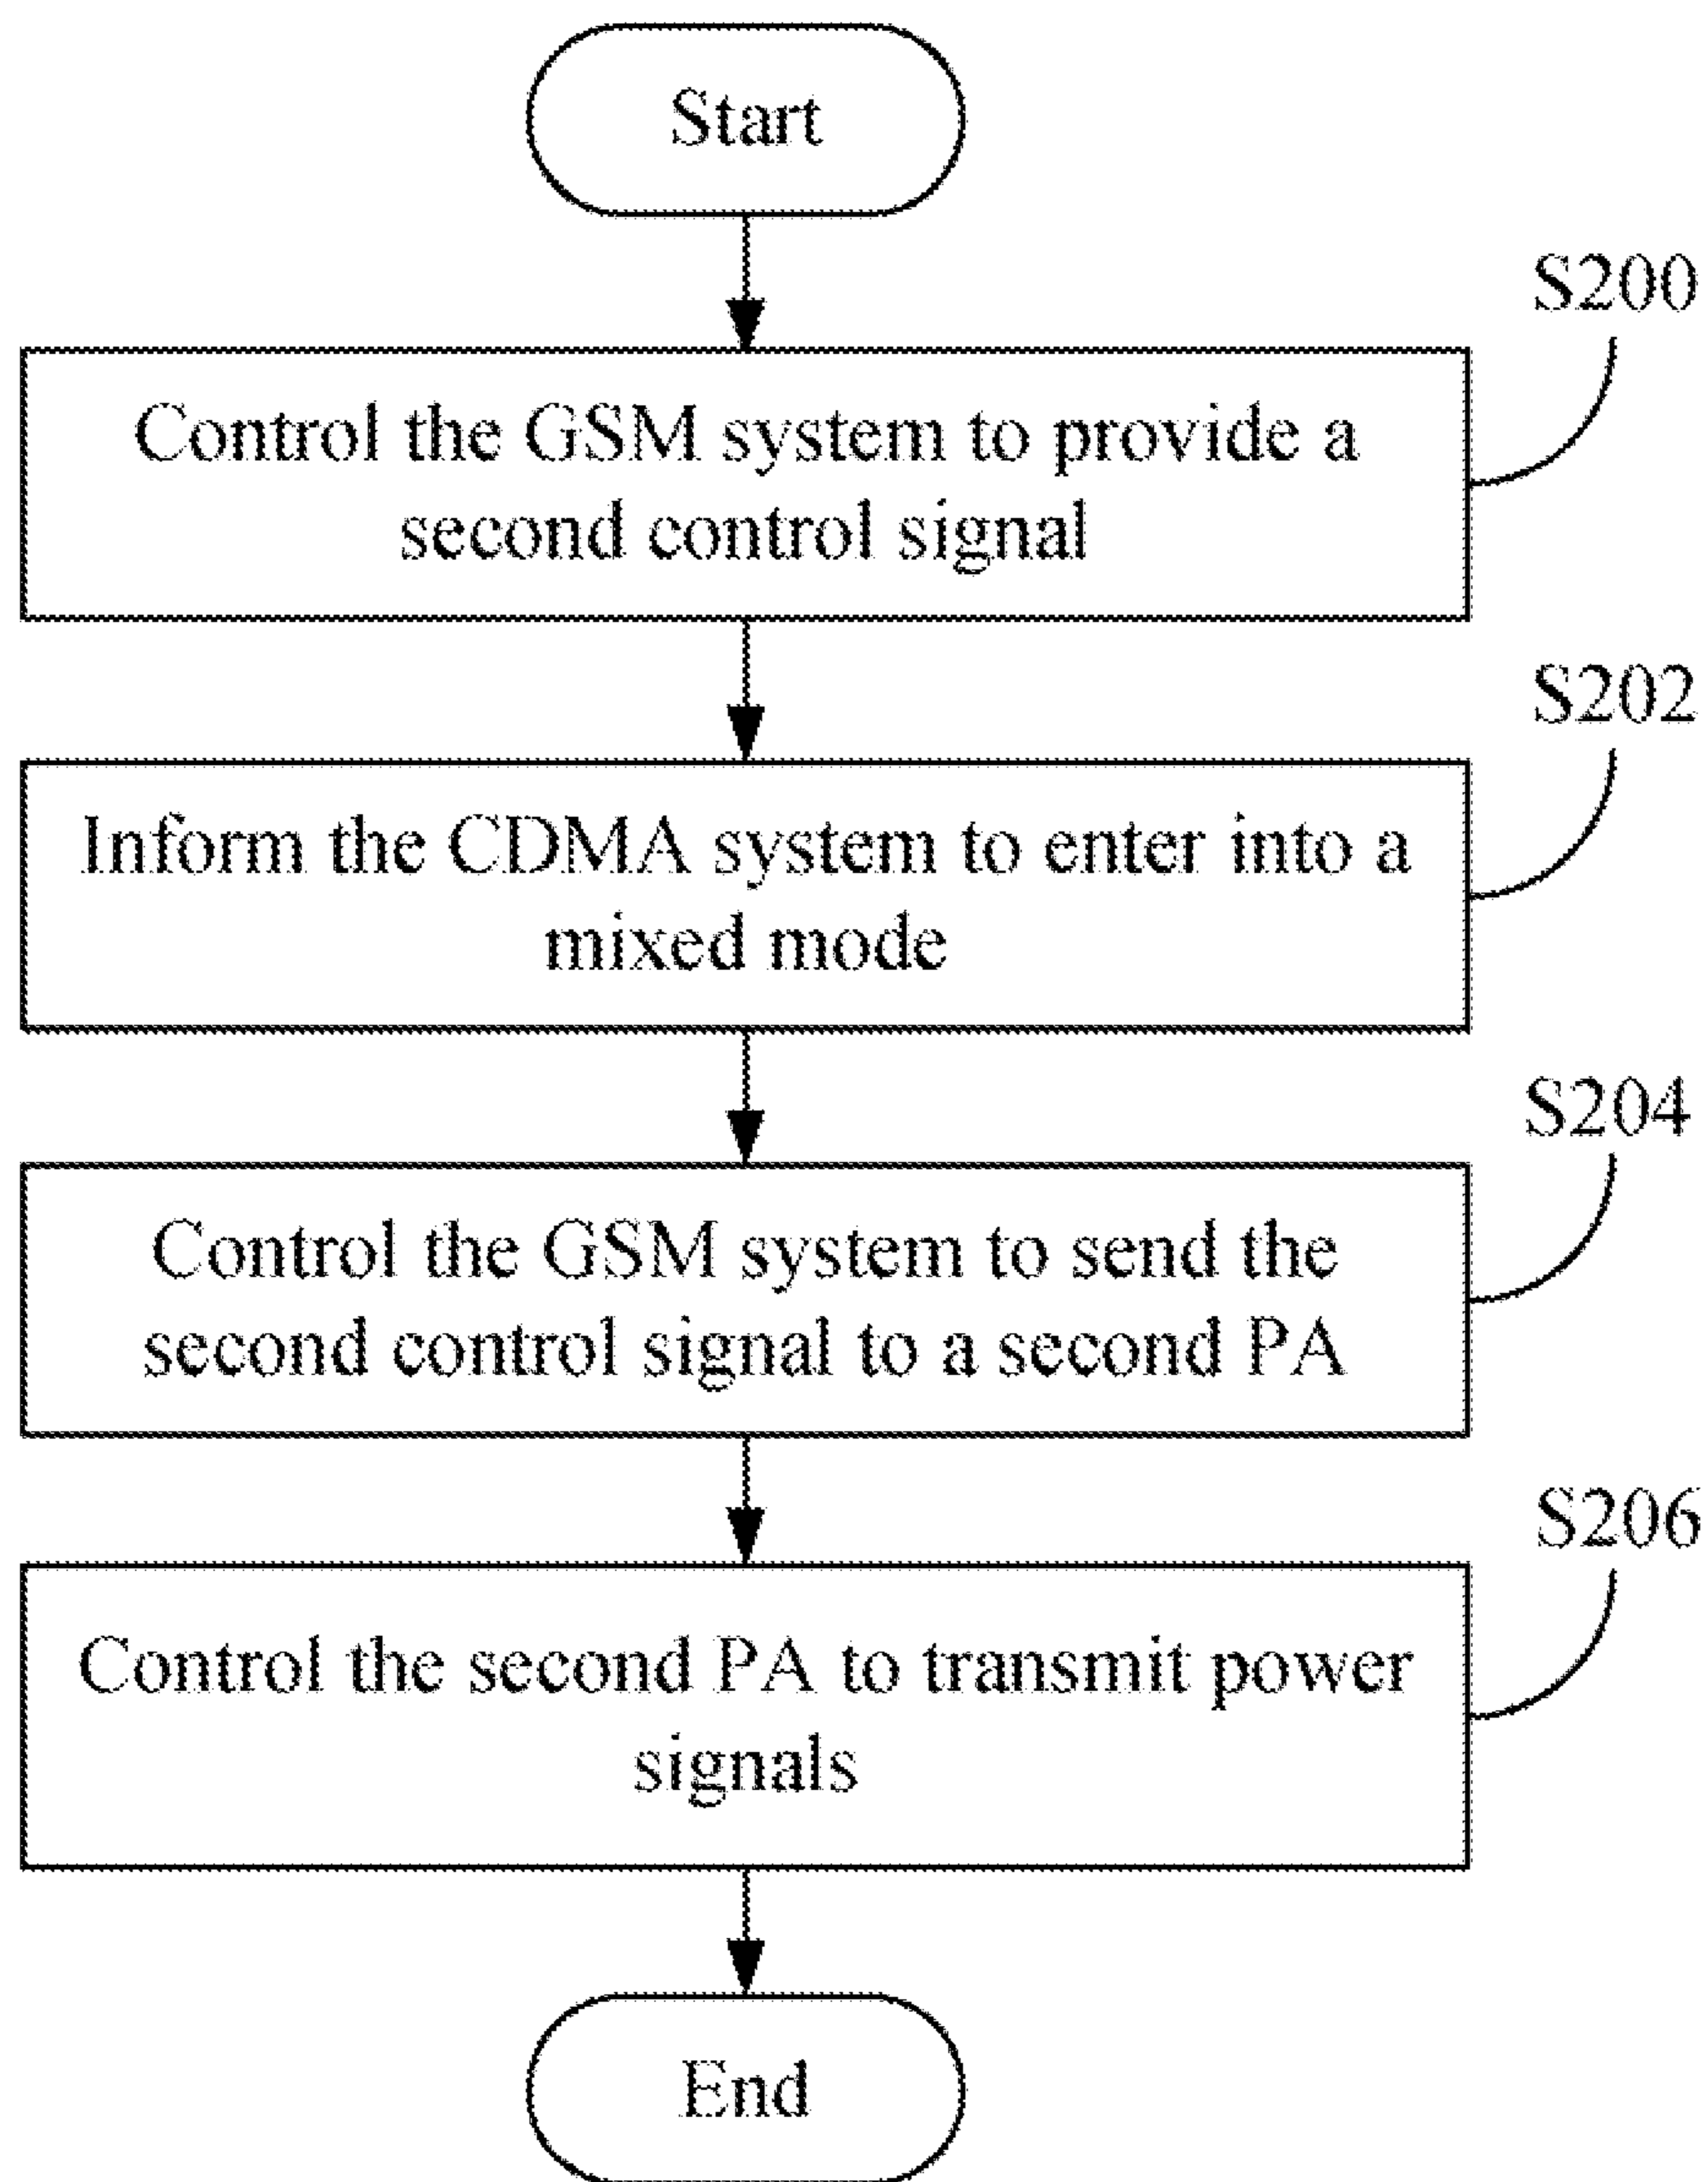 Start
S200
Control the GSM system to provide a
second control signal
S202
Inform the CDMA system to enter into a
mixed mode
S204
Control the GSM system to send the
second control signal to a second PA
S206
Control the second PA to transmit power
signals
End